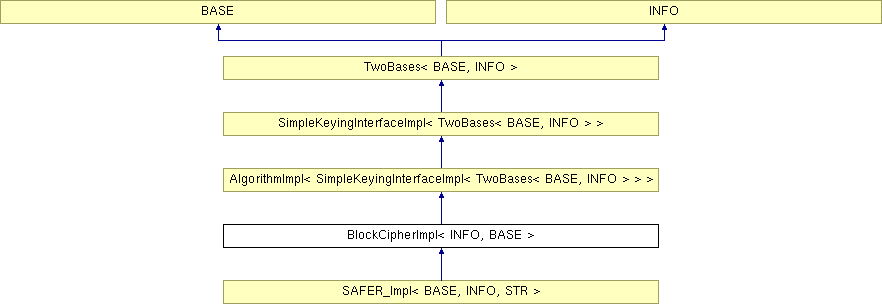 BASE
INFO
TwoBases< BASE, INFO >
SimpleKeyingInterfaceImpl< TwoBases< BASE, INFO > >
AlgorithmImpl< SimpleKeyingInterfaceImpl< TwoBases< BASE, INFO > > >
BlockCipherImpl< INFO, BASE >
SAFER_Impl< BASE, INFO, STR >